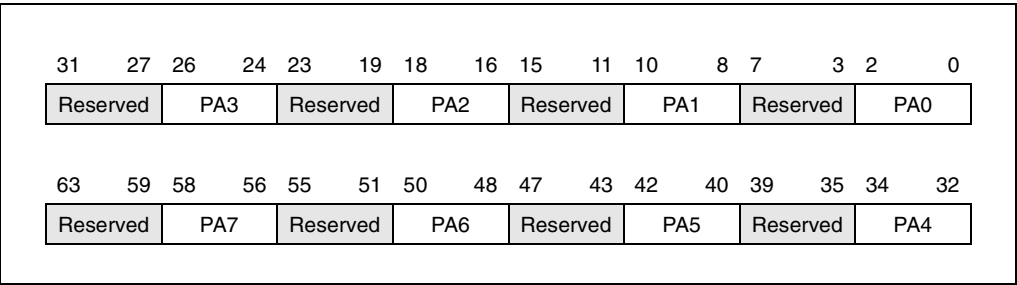 31 27 26 24 23 19 18 16 15 11 10 8 7 3 2 0
Reserved PA3 Reserved PA2 Reserved PA1 Reserved PA0
63 59 58 56 55 51 50 48 47 43 42 40 39 35 34 32
Reserved PA7 Reserved PA6 Reserved PA5 Reserved PA4